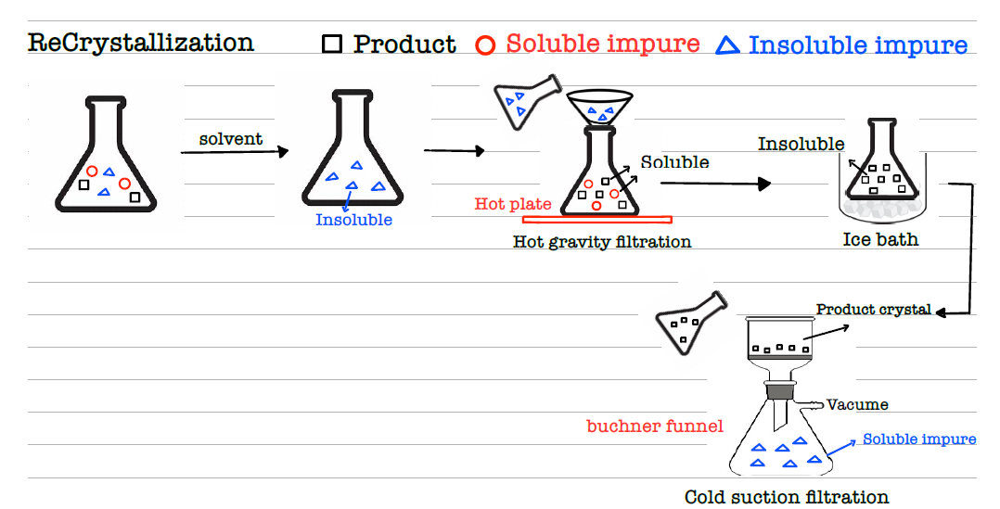 ReCrystallization
Product
Soluble impure
Insoluble impure
solvent
Insoluble
Soluble
Hot plate
Hot gravity filtration
Insoluble
Ice bath
Product crystal
Vacume
buchner funnel
Soluble impure
Cold suction filtration